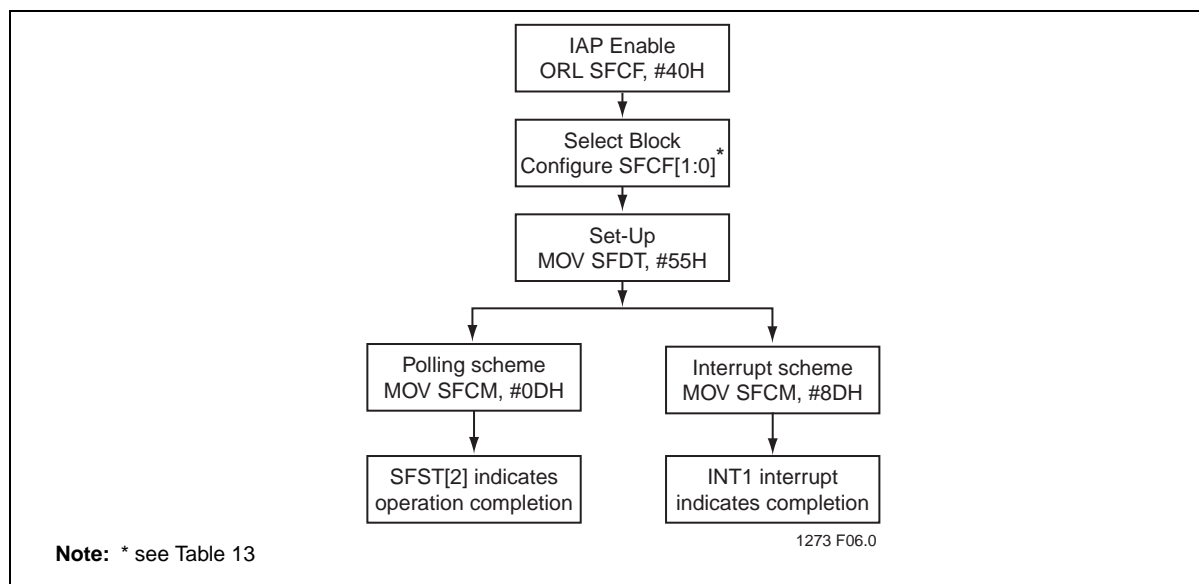 IAP Enable
ORL SFCF, #40H
Select Block
Configure SFCF[1:0]*
Set-Up
MOV SFDT, #55H
Polling scheme
MOV SFCM, #0DH
Interrupt scheme
MOV SFCM, #8DH
SFST[2] indicates
operation completion
INT1 interrupt
indicates completion
1273 F06.0
Note: * see Table 13